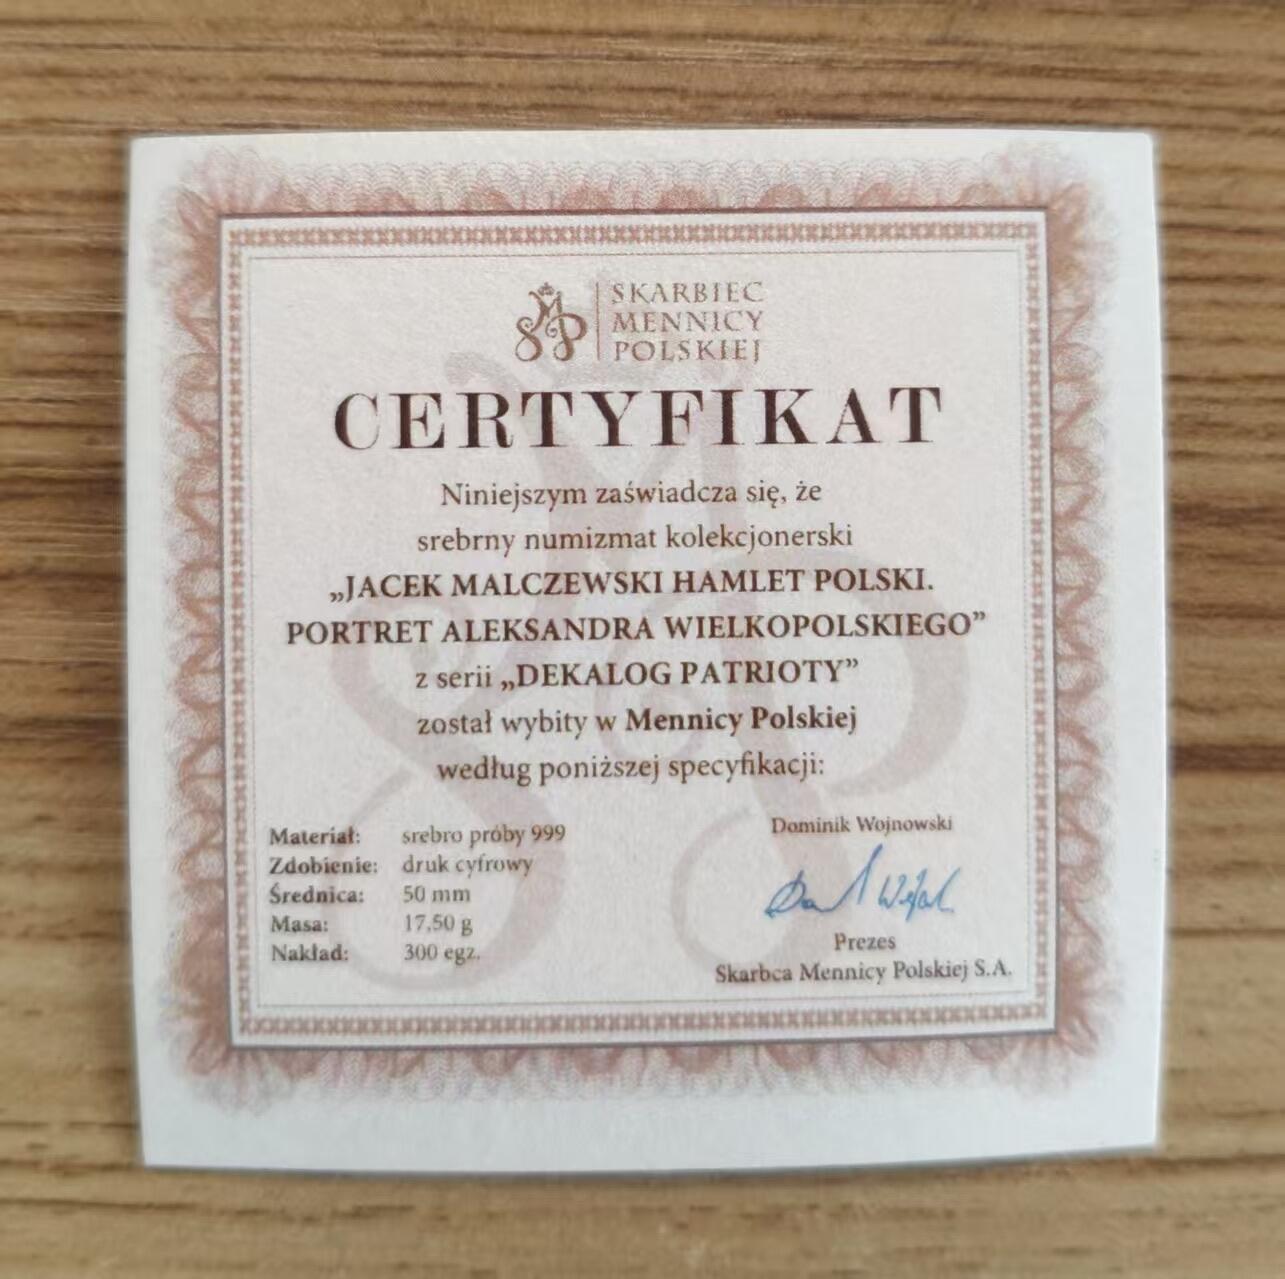 SKARBIEC
MENNICY
POLSKIEJ
CERTYFIKAT
Niniejszym zaświadcza się, że
srebrny numizmat kolekcjonerski
„JACEK MALCZEWSKI HAMLET POLSKI.
PORTRET ALEKSANDRA WIELKOPOLSKIEGO”
z serii „DEKALOG PATRIOTY”
został wybity w Mennicy Polskiej
według poniższej specyfikacji:
Materiał: srebro próby 999
Zdobienie: druk cyfrowy
Średnica: 50 mm
Masa: 17,50 g
Nakład: 300 egz.
Dominik Wojnowski
Prezes
Skarbca Mennicy Polskiej S.A.